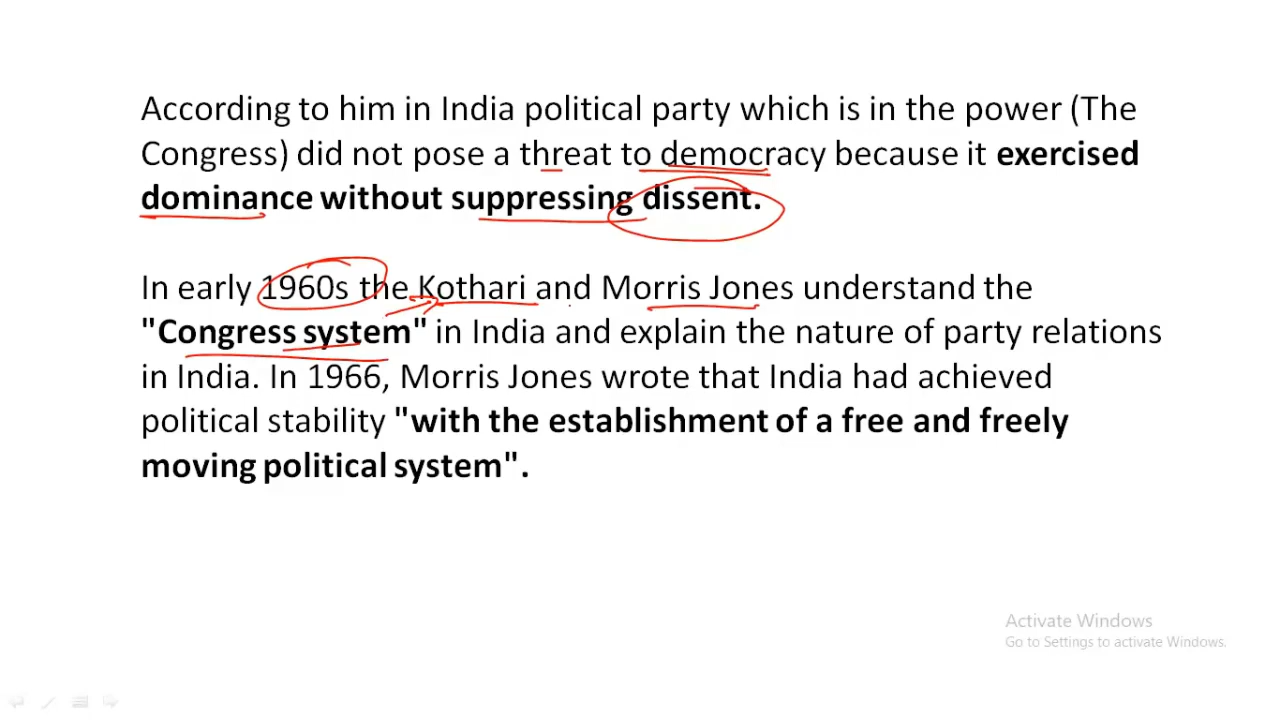 According to him in India political party which is in the power (The
Congress) did not pose a threat to democracy because it exercised
dominance without suppressing dissent.
In early 1960s the Kothari and Morris Jones understand the
"Congress system" in India and explain the nature of party relations
in India. In 1966, Morris Jones wrote that India had achieved
political stability "with the establishment of a free and freely
moving political system".
Activate Windows
Go to Settings to activate Windows.